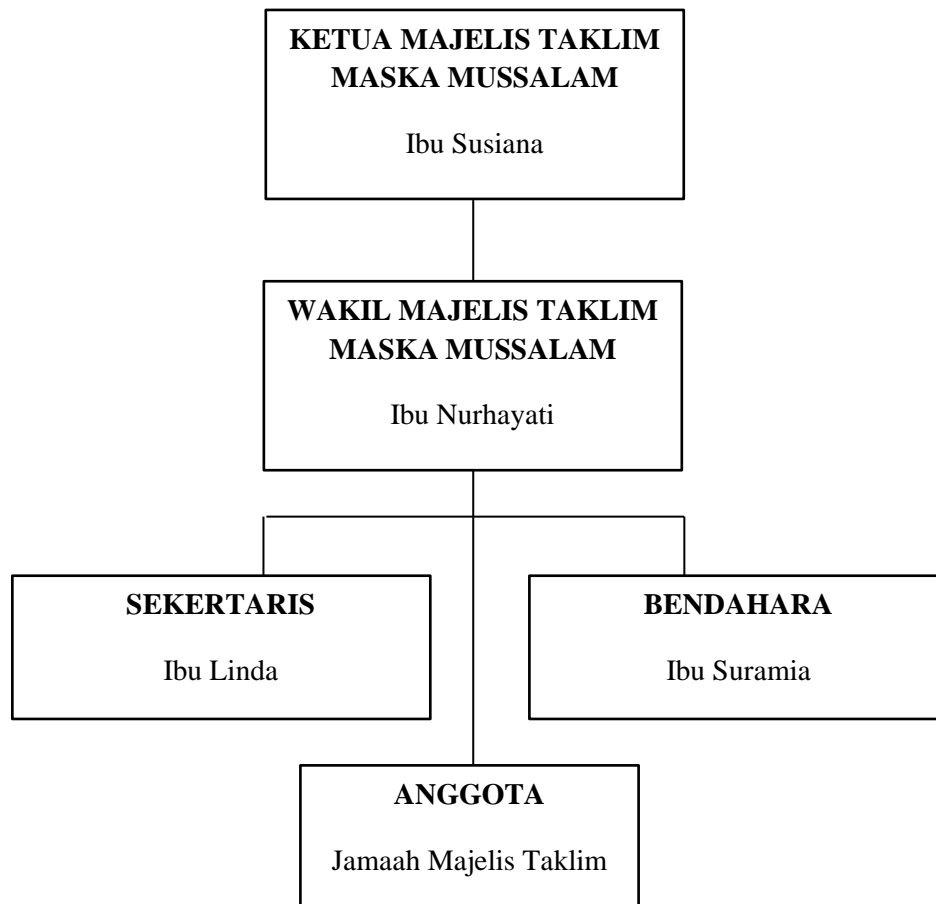 KETUA MAJELIS TAKLIM
MASKA MUSSALAM
Ibu Susiana
WAKIL MAJELIS TAKLIM
MASKA MUSSALAM
Ibu Nurhayati
SEKERTARIS
Ibu Linda
BENDAHARA
Ibu Suramia
ANGGOTA
Jamaah Majelis Taklim